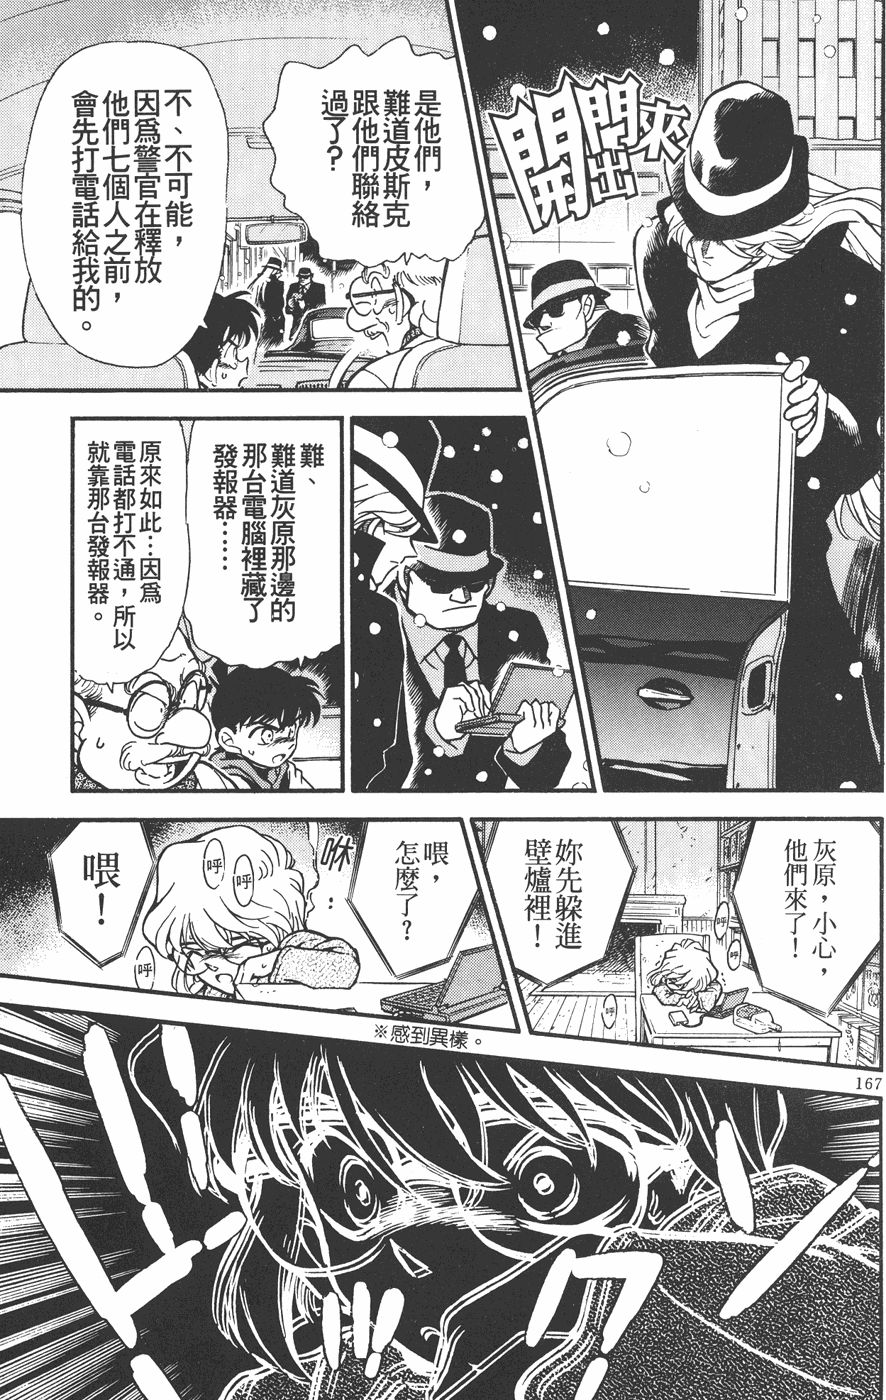 開門
出來
是他們，
難道皮斯克
跟他們聯絡
過了？
不、不可能，
因為警官在釋放
他們七個人之前，
會先打電話給我的。
難、
難道灰原那邊的
那台電腦裡藏了
發報器……
原來如此…因為
電話都打不通，所以
就靠那台發報器。
灰原，小心，
他們來了！
妳先躲進
壁爐裡！
呼
呼
呼
喂，
怎麼了？
咻…
呼
呼
呼
喂！
※感到異樣。
167
ドクン